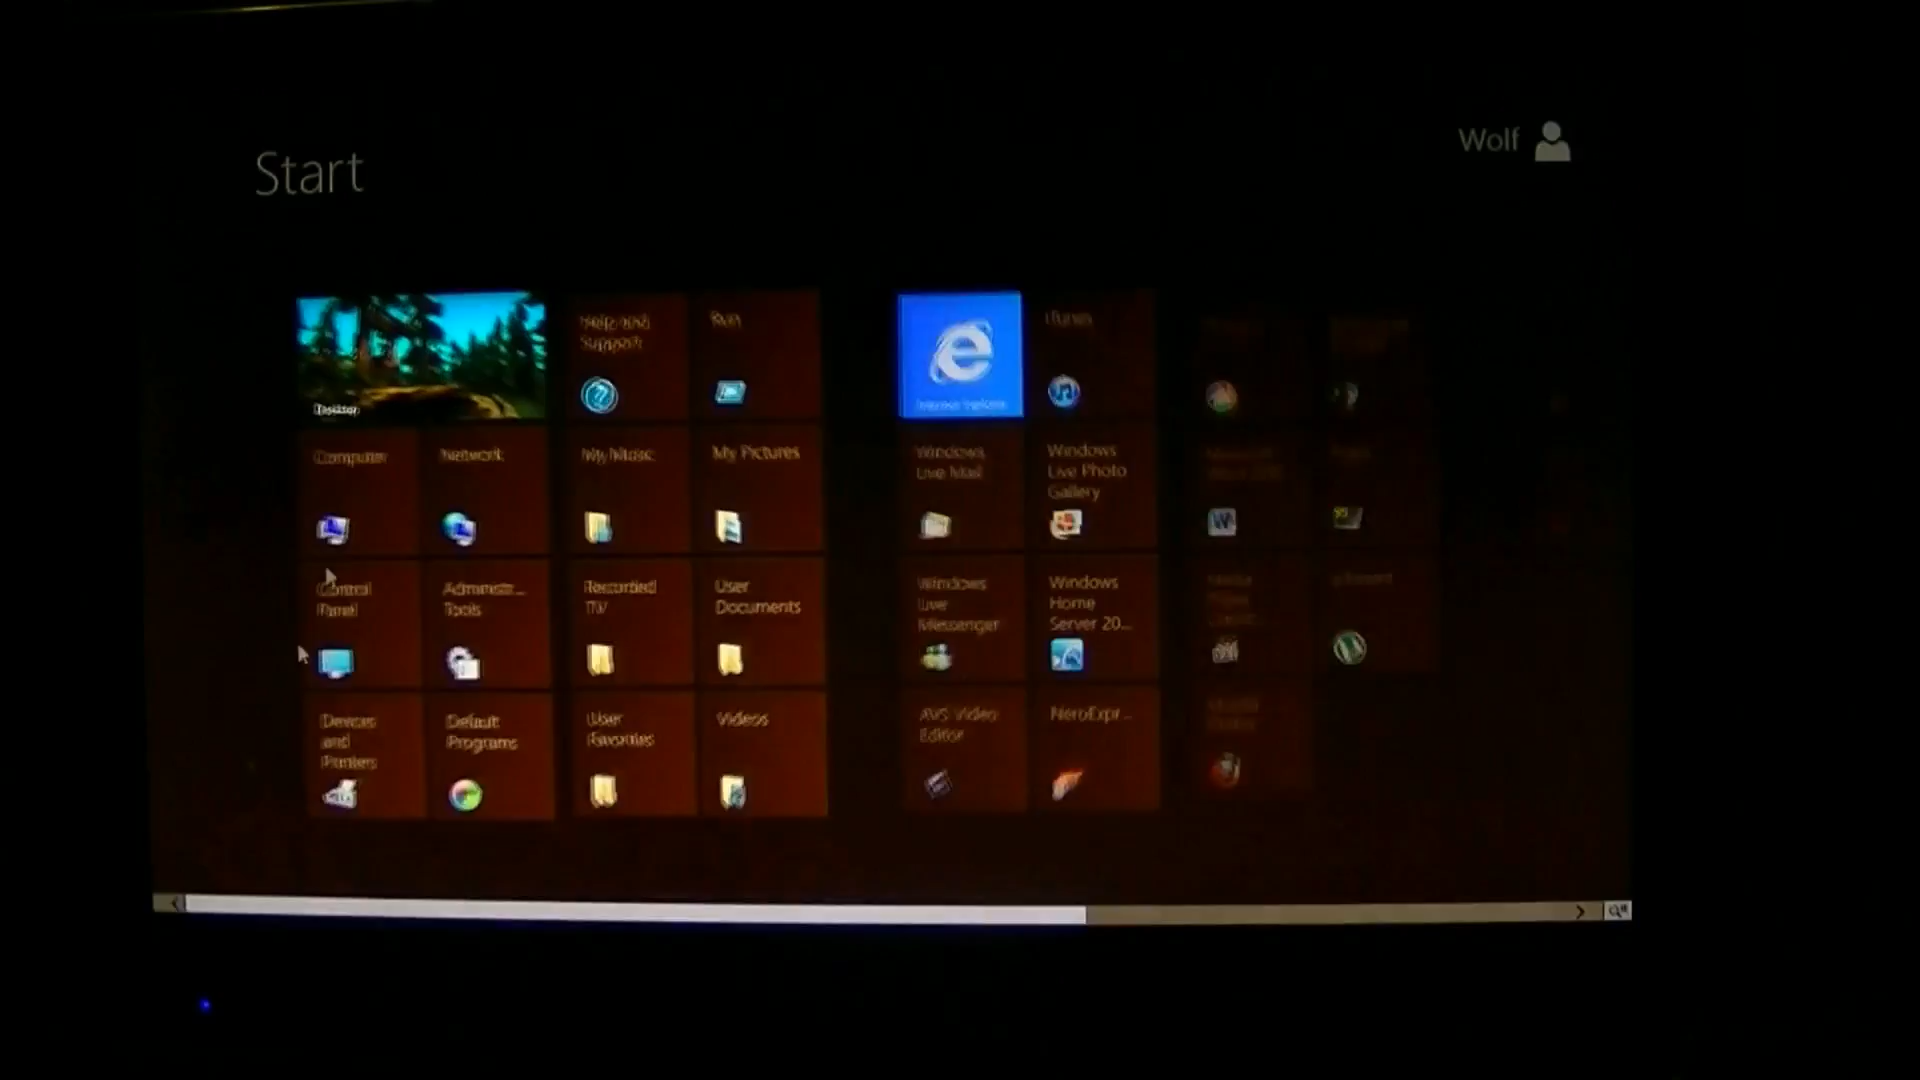 Start
Wolf
Desktop
Help and
Support
Run
iTunes
Computer
Network
My Music
My Pictures
Windows
Live Mail
Windows
Live Photo
Gallery
Control
Panel
Administr...
Tools
Recorded
TV
User
Documents
Windows
Live
Messenger
Windows
Home
Server 20...
Devices
and
Printers
Default
Programs
User
Favorites
Videos
AVS Video
Editor
NeroExpr...